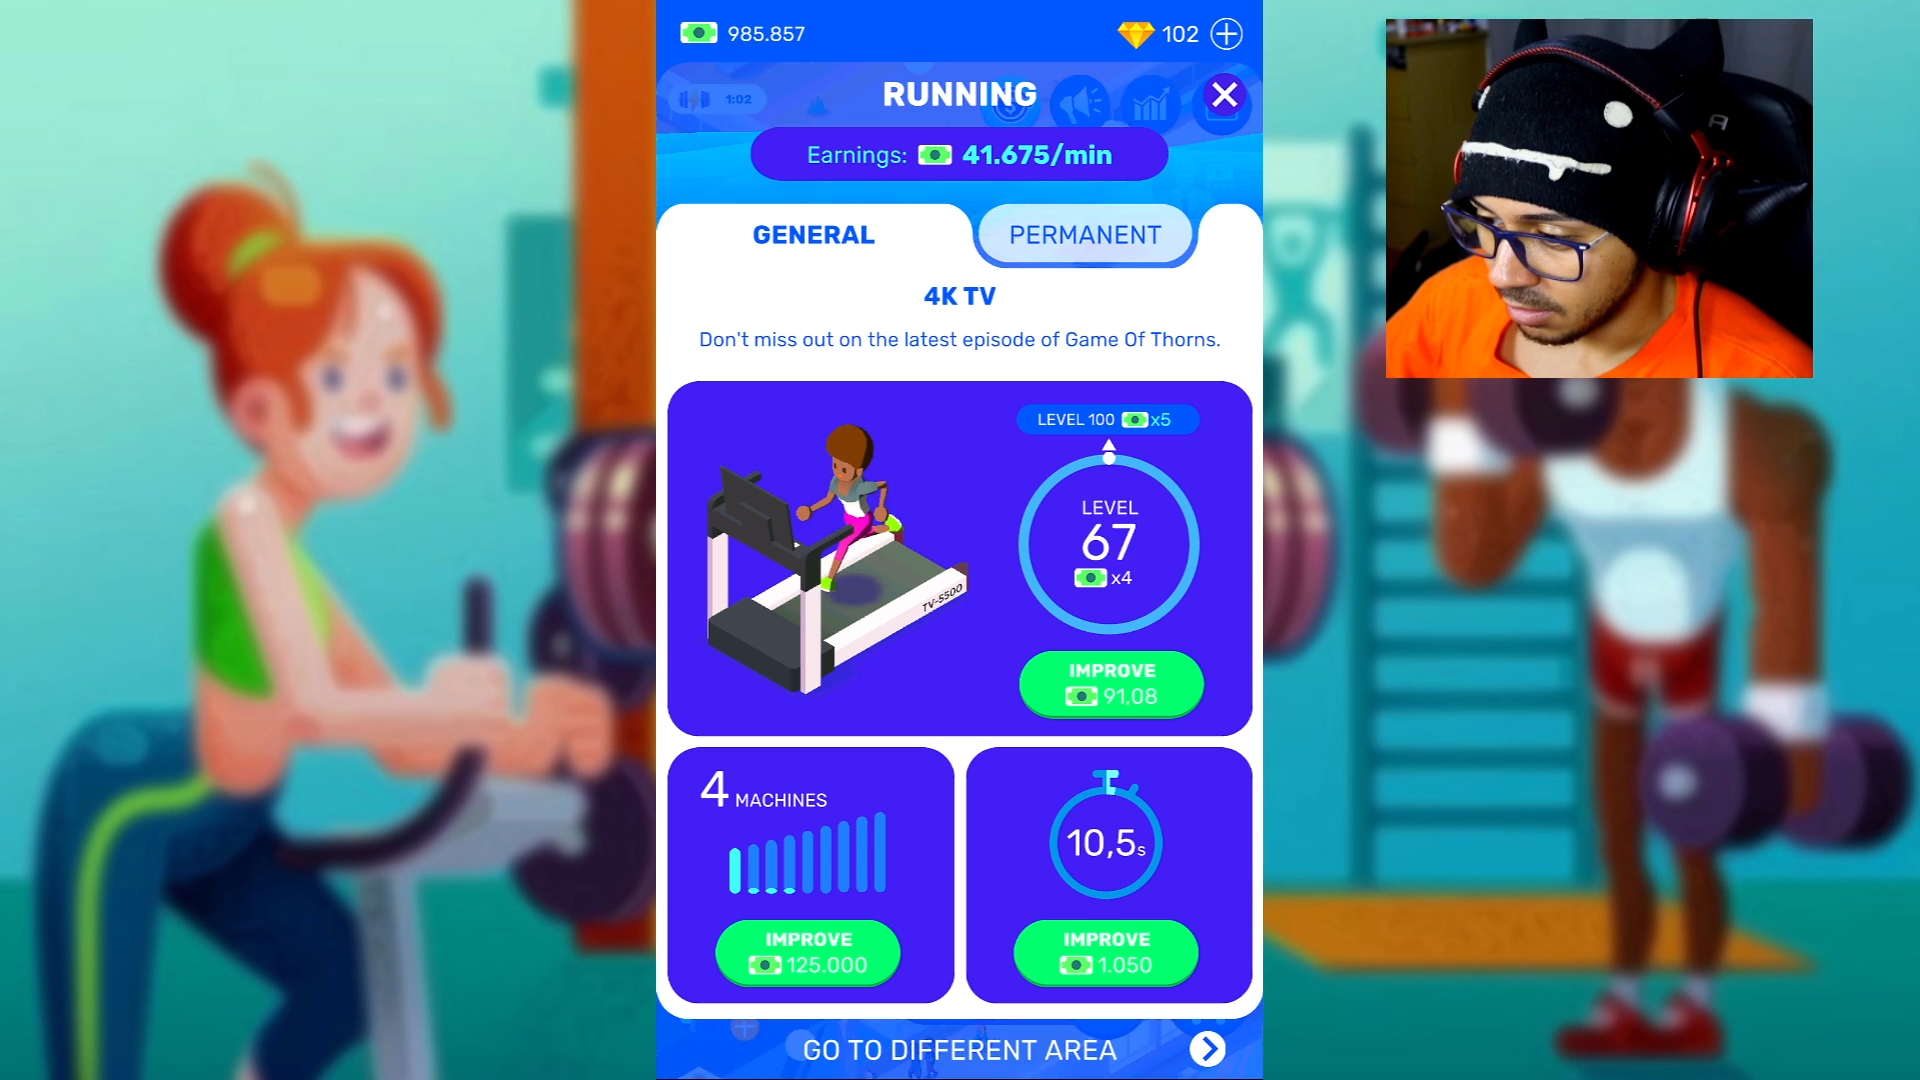 985.857
102
1:02
RUNNING
Earnings: 41.675/min
GENERAL
PERMANENT
4K TV
Don't miss out on the latest episode of Game Of Thorns.
LEVEL 100 x5
LEVEL
67
x4
TV-5500
IMPROVE
91,08
4 MACHINES
10,5s
IMPROVE
125.000
IMPROVE
1.050
GO TO DIFFERENT AREA